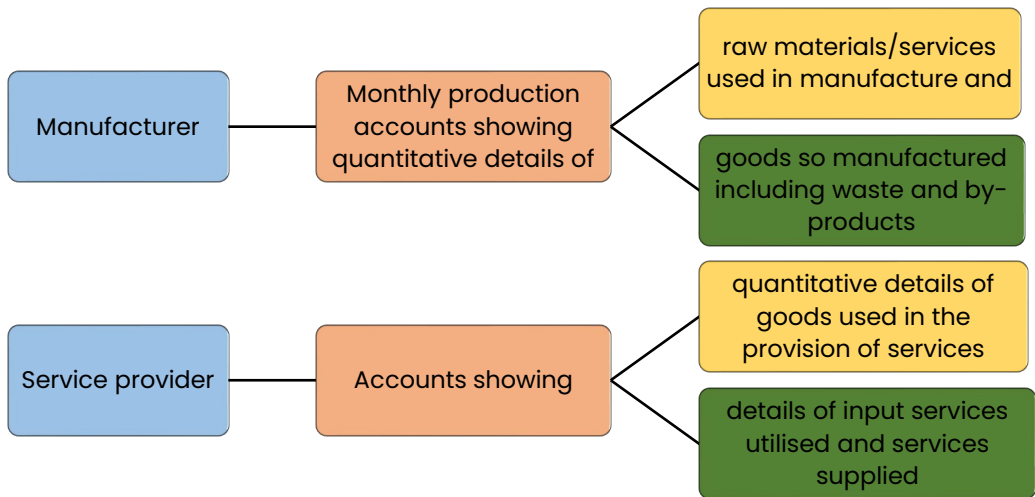 Manufacturer
Monthly production
accounts showing
quantitative details of
raw materials/services
used in manufacture and
goods so manufactured
including waste and by-
products
Service provider
Accounts showing
quantitative details of
goods used in the
provision of services
details of input services
utilised and services
supplied